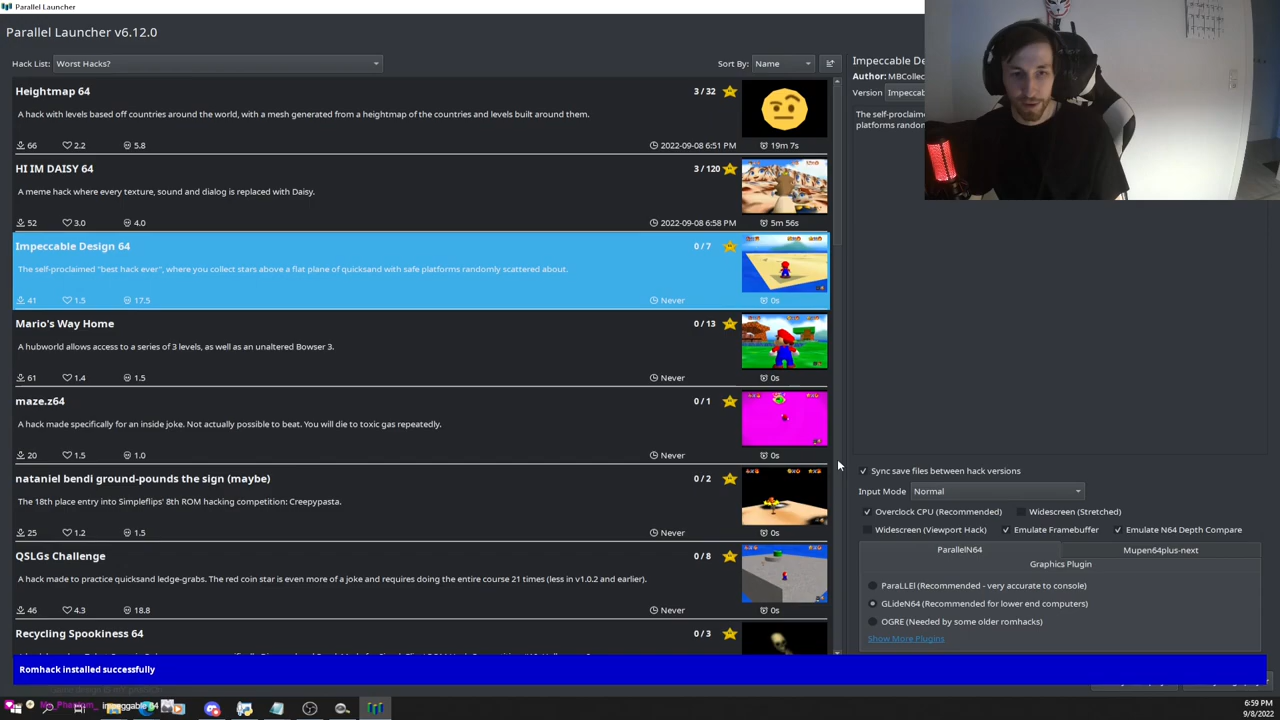 Parallel Launcher
Parallel Launcher v6.12.0
Hack List: Worst Hacks? Sort By: Name
Heightmap 64 3 / 32
A hack with levels based off countries around the world, with a mesh generated from a heightmap of the countries and levels built around them.
66 2.2 5.8 2022-09-08 6:51 PM 19m 7s
HI IM DAISY 64 3 / 120
A meme hack where every texture, sound and dialog is replaced with Daisy.
52 3.0 4.0 2022-09-08 6:58 PM 5m 56s
Impeccable Design 64 0 / 7
The self-proclaimed "best hack ever", where you collect stars above a flat plane of quicksand with safe platforms randomly scattered about.
41 1.5 17.5 Never 0s
Mario's Way Home 0 / 13
A hubworld allows access to a series of 3 levels, as well as an unaltered Bowser 3.
61 1.4 1.5 Never 0s
maze.z64 0 / 1
A hack made specifically for an inside joke. Not actually possible to beat. You will die to toxic gas repeatedly.
20 1.5 1.0 Never 0s
nataniel bendi ground-pounds the sign (maybe) 0 / 2
The 18th place entry into Simpleflips' 8th ROM hacking competition: Creepypasta.
25 1.2 1.5 Never 0s
QSLGs Challenge 0 / 8
A hack made to practice quicksand ledge-grabs. The red coin star is even more of a joke and requires doing the entire course 21 times (less in v1.0.2 and earlier).
46 4.3 18.8 Never 0s
Recycling Spookiness 64 0 / 3
Romhack installed successfully
Impeccable De
Author: MBCollec
Version Impeccab
The self-proclaimed
platforms random
Sync save files between hack versions
Input Mode Normal
Overclock CPU (Recommended) Widescreen (Stretched)
Widescreen (Viewport Hack) Emulate Framebuffer Emulate N64 Depth Compare
ParallelN64 Mupen64plus-next
Graphics Plugin
ParaLLEl (Recommended - very accurate to console)
GLideN64 (Recommended for lower end computers)
OGRE (Needed by some older romhacks)
Show More Plugins
6:59 PM
9/8/2022